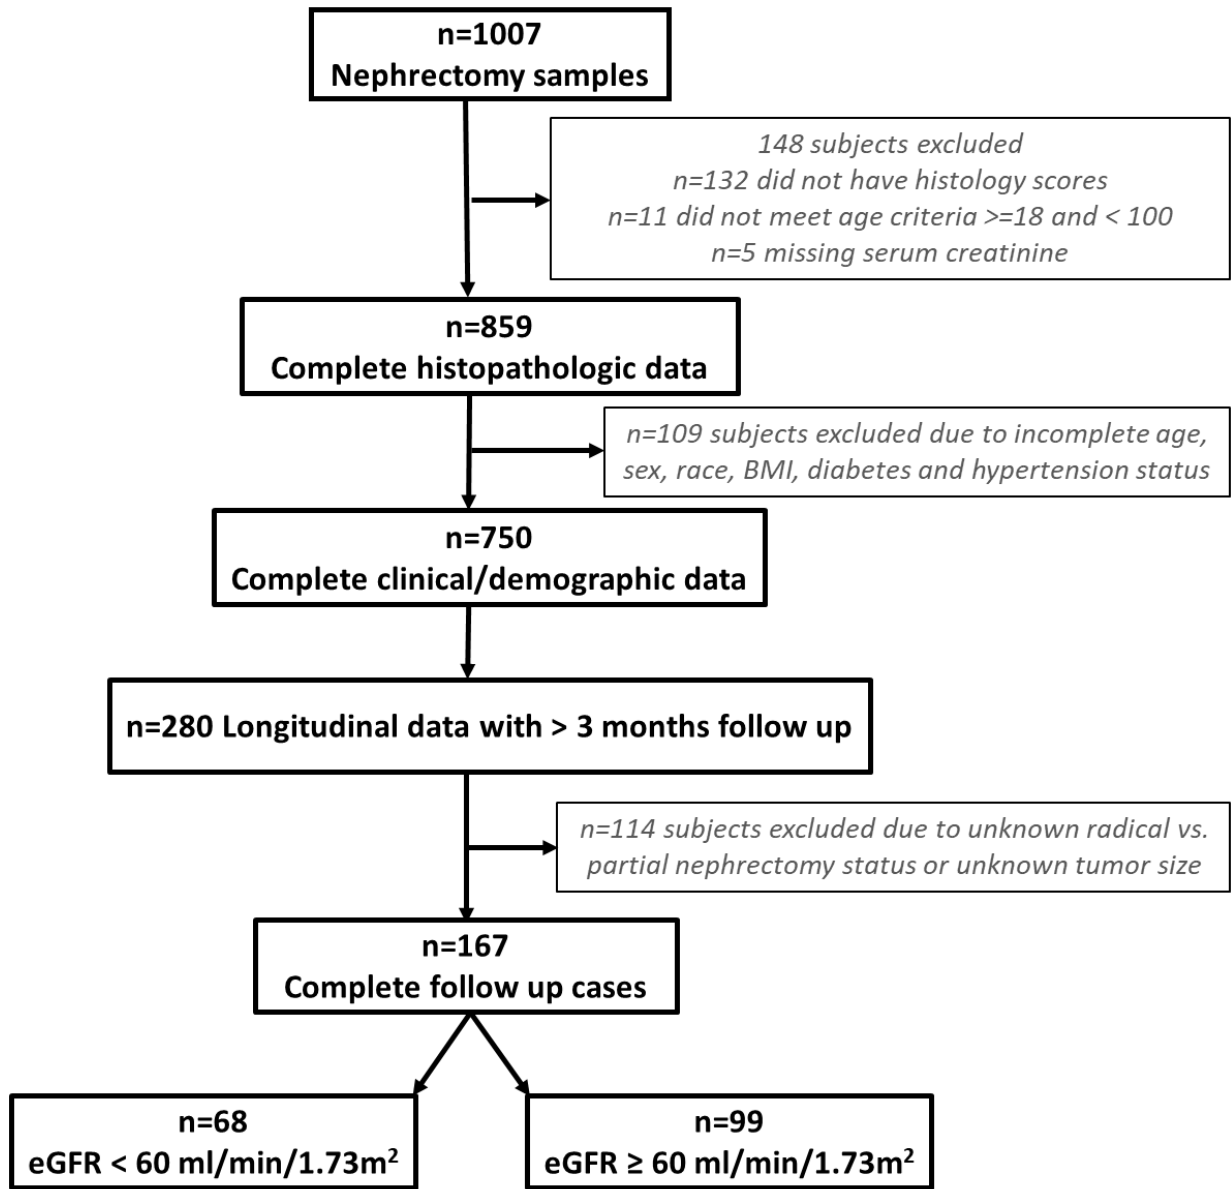 n=1007
Nephrectomy samples
148 subjects excluded
n=132 did not have histology scores
n=11 did not meet age criteria >=18 and < 100
n=5 missing serum creatinine
n=859
Complete histopathologic data
n=109 subjects excluded due to incomplete age,
sex, race, BMI, diabetes and hypertension status
n=750
Complete clinical/demographic data
n=280 Longitudinal data with > 3 months follow up
n=114 subjects excluded due to unknown radical vs.
partial nephrectomy status or unknown tumor size
n=167
Complete follow up cases
n=68
eGFR < 60 ml/min/1.73m²
n=99
eGFR ≥ 60 ml/min/1.73m²